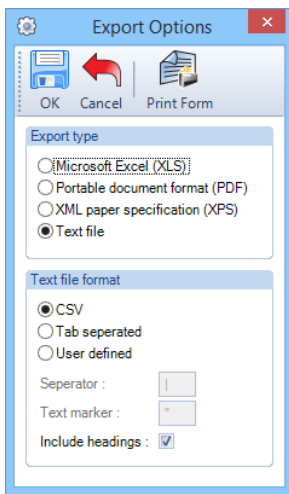 Export Options
OK Cancel Print Form
Export type
Microsoft Excel (XLS)
Portable document format (PDF)
XML paper specification (XPS)
Text file
Text file format
CSV
Tab seperated
User defined
Seperator : |
Text marker : "
Include headings :